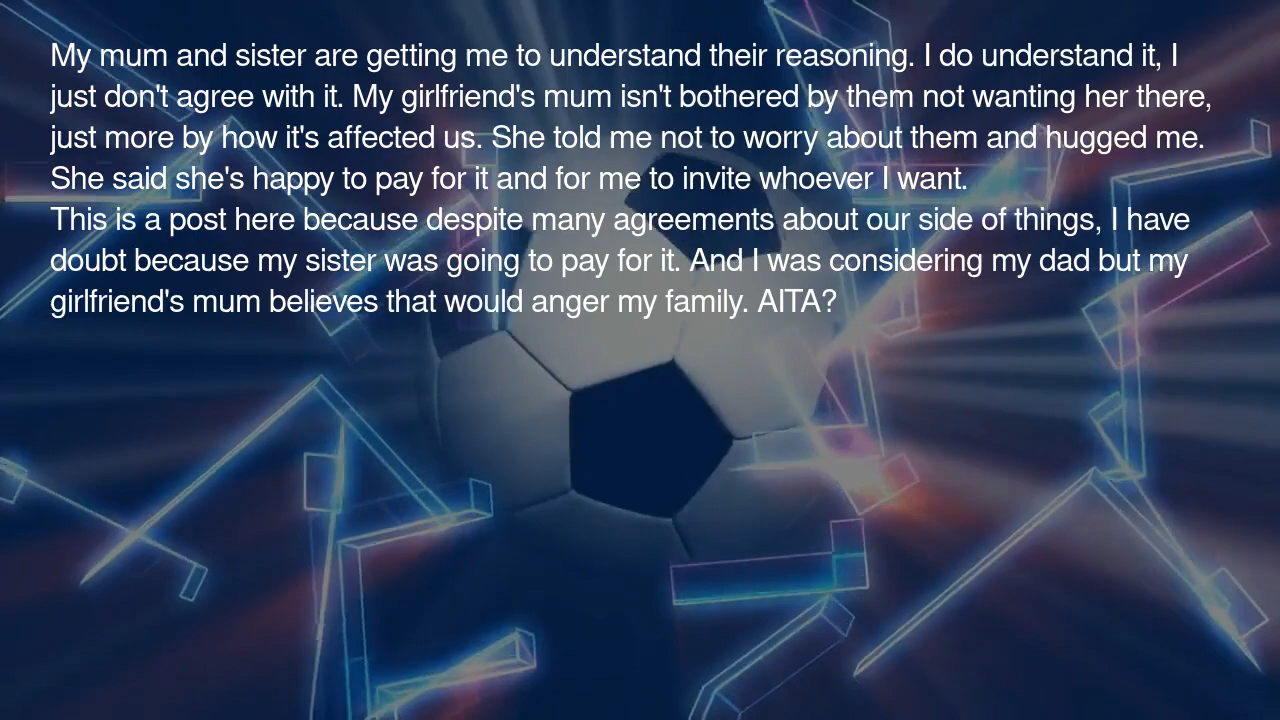 My mum and sister are getting me to understand their reasoning. I do understand it, I
just don't agree with it. My girlfriend's mum isn't bothered by them not wanting her there,
just more by how it's affected us. She told me not to worry about them and hugged me.
She said she's happy to pay for it and for me to invite whoever I want.
This is a post here because despite many agreements about our side of things, I have
doubt because my sister was going to pay for it. And I was considering my dad but my
girlfriend's mum believes that would anger my family. AITA?